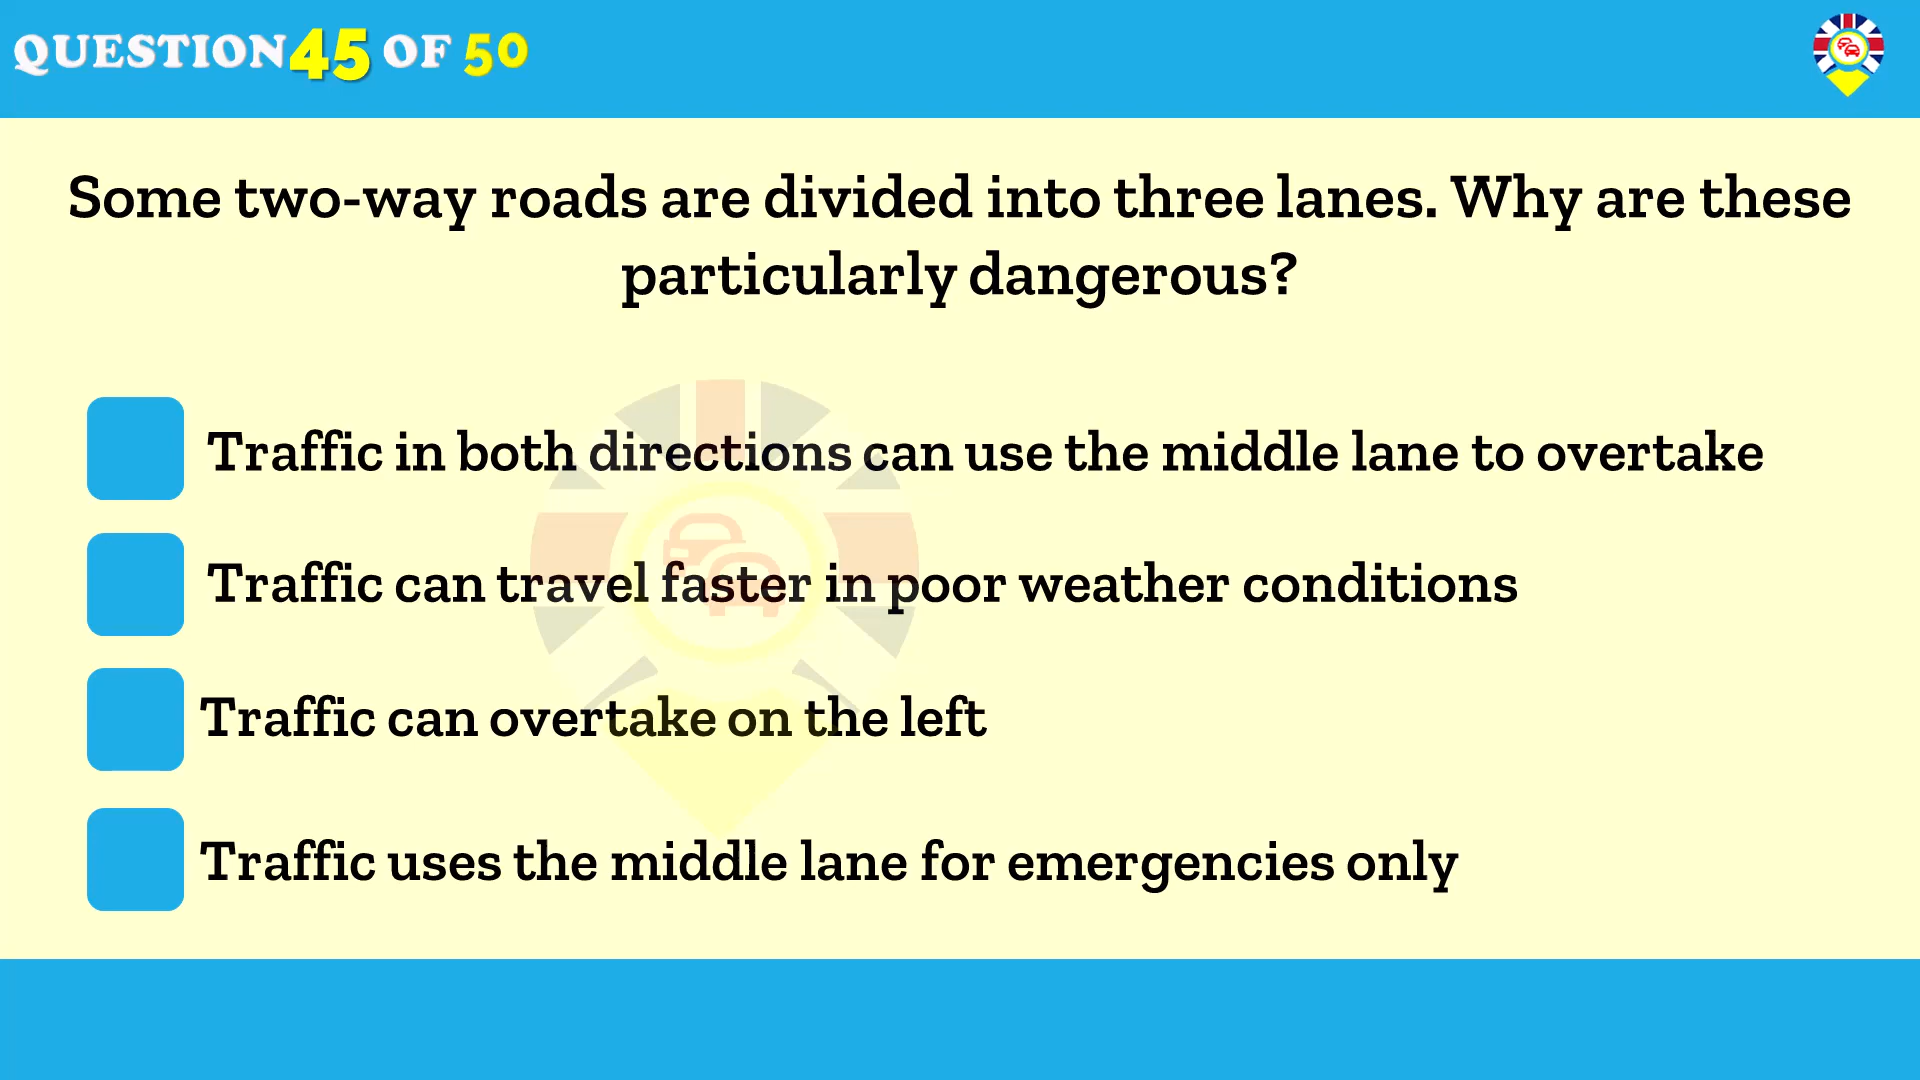 QUESTION 45 OF 50
Some two-way roads are divided into three lanes. Why are these
particularly dangerous?
Traffic in both directions can use the middle lane to overtake
Traffic can travel faster in poor weather conditions
Traffic can overtake on the left
Traffic uses the middle lane for emergencies only